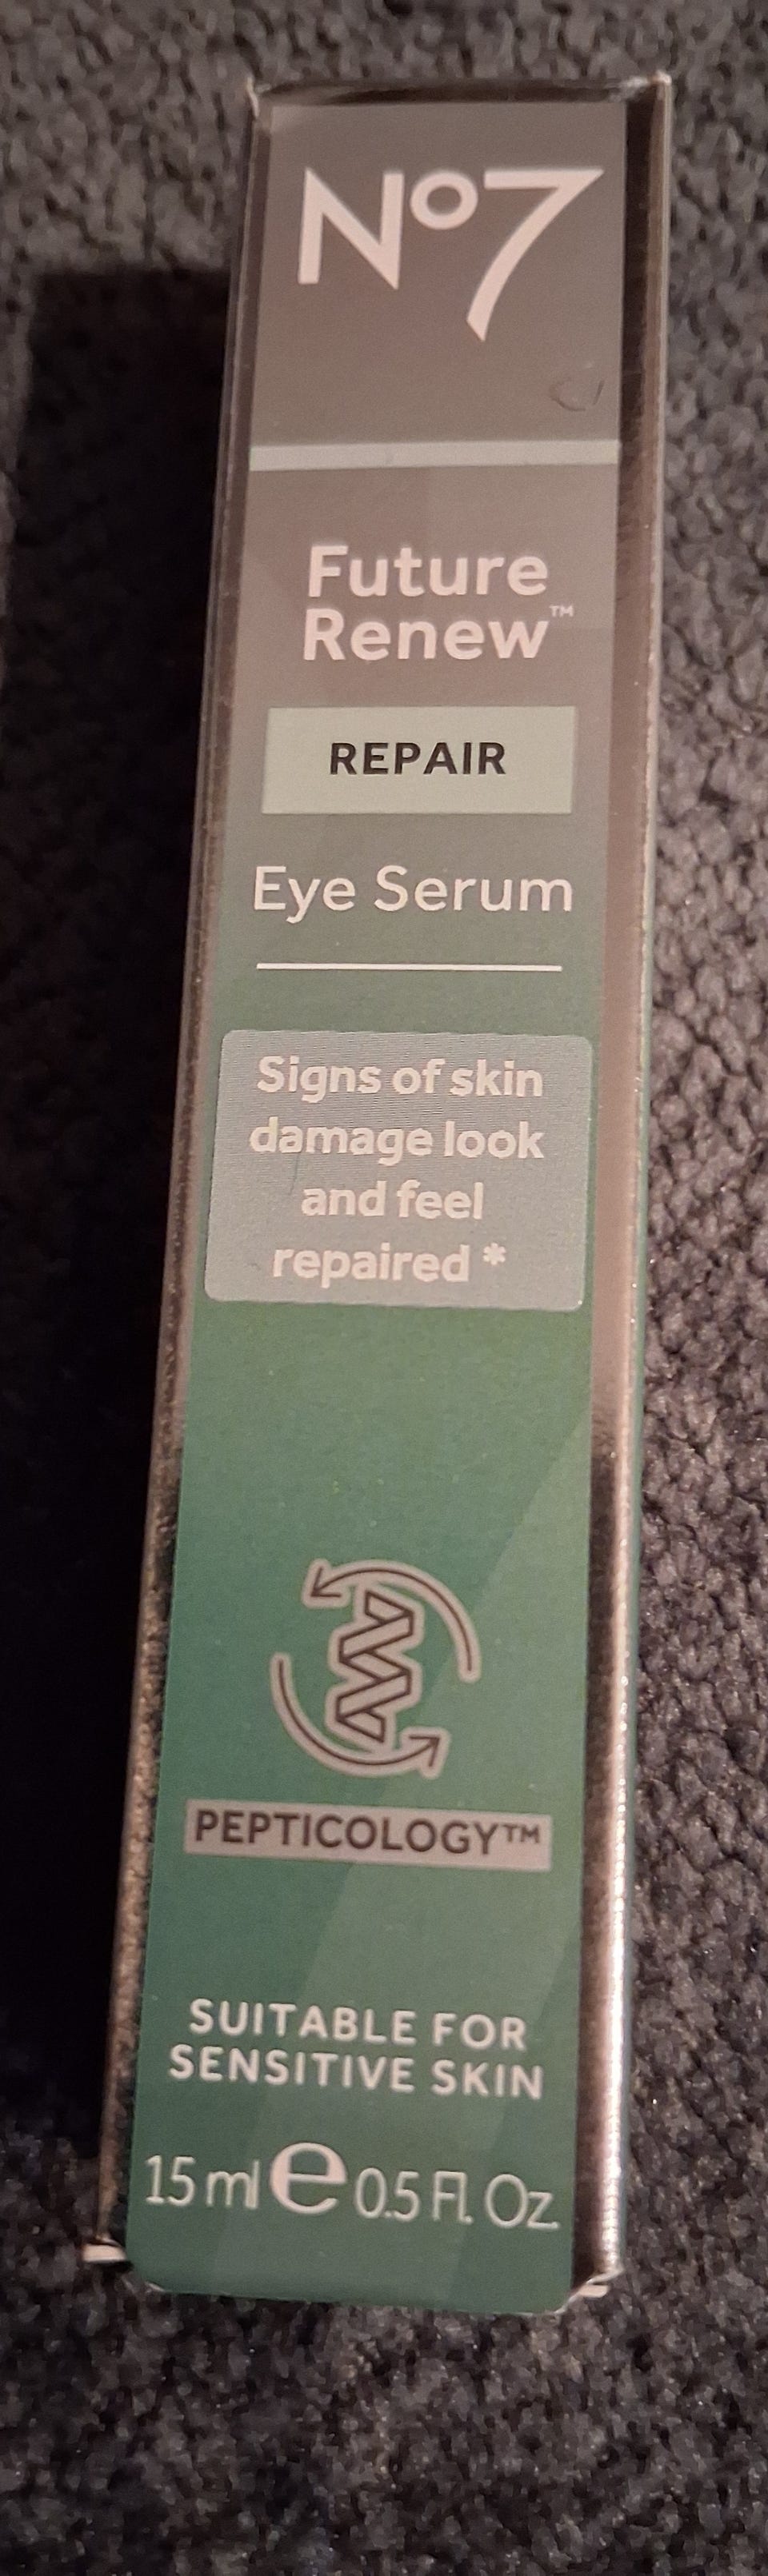 Nº7
Future
Renew™
REPAIR
Eye Serum
Signs of skin
damage look
and feel
repaired *
PEPTICOLOGY™
SUITABLE FOR
SENSITIVE SKIN
15 ml e 0.5 Fl. Oz.